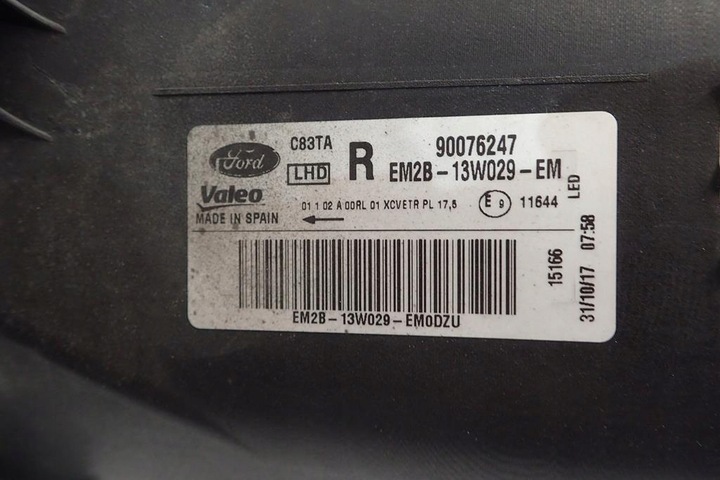 C83TA
90076247
Ford
LHD
R
EM2B-13W029-EM
Valeo
01 1 02 A 00RL 01 XCVETR PL 17,5
E 9
11644
LED
MADE IN SPAIN
EM2B-13W029-EM0DZU
15166
31/10/17 07:58